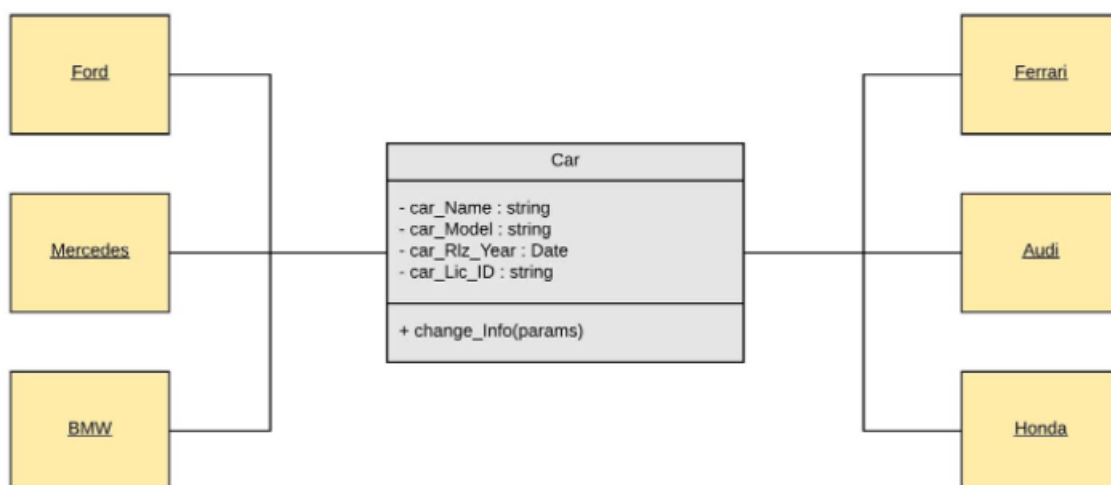 Ford
Ferrari
Car
- car_Name : string
- car_Model : string
- car_Rlz_Year : Date
- car_Lic_ID : string
Mercedes
Audi
+ change_Info(params)
BMW
Honda